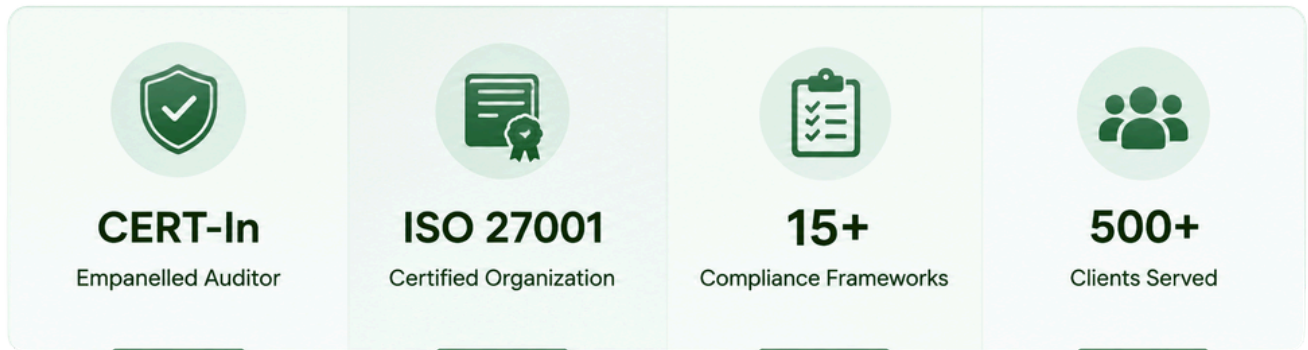 CERT-In
Empanelled Auditor
ISO 27001
Certified Organization
15+
Compliance Frameworks
500+
Clients Served